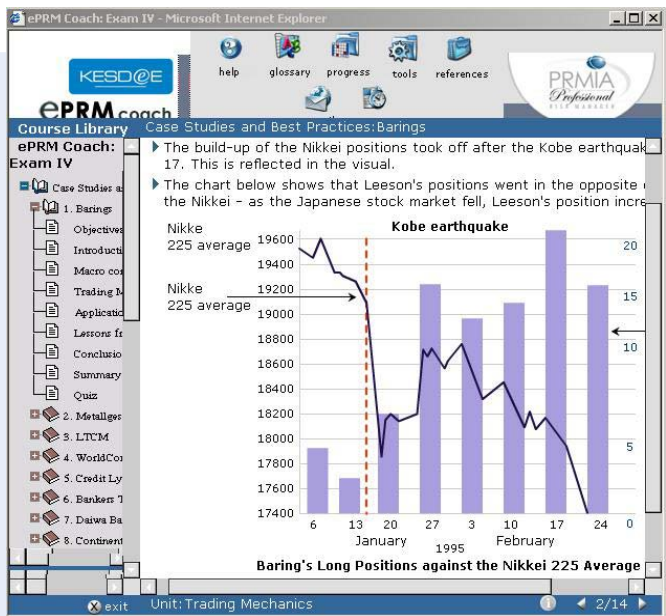 ePRM Coach: Exam IV - Microsoft Internet Explorer
KESD@E
ePRM coach
help glossary progress tools references
PRMIA
Professional
RISK MANAGER
Course Library
Case Studies and Best Practices:Barings
ePRM Coach:
Exam IV
Case Studies a
1. Barings
Objectives
Introducti
Macro co
Trading M
Applicatio
Lessons fr
Conclusio
Summary
Quiz
2. Metallges
3. LTCM
4. WorldCo
5. Credit Ly
6. Bankers T
7. Daiwa Ba
8. Continent
exit
The build-up of the Nikkei positions took off after the Kobe earthquak
17. This is reflected in the visual.
The chart below shows that Leeson's positions went in the opposite
the Nikkei – as the Japanese stock market fell, Leeson's position incre
Kobe earthquake
Nikke
225 average
Nikke
225 average
19600
19400
19200
19000
18800
18600
18400
18200
18000
17800
17600
17400
20
15
10
5
0
6 13 20 27 3 10 17 24
January February
1995
Baring's Long Positions against the Nikkei 225 Average
Unit:Trading Mechanics
2/14